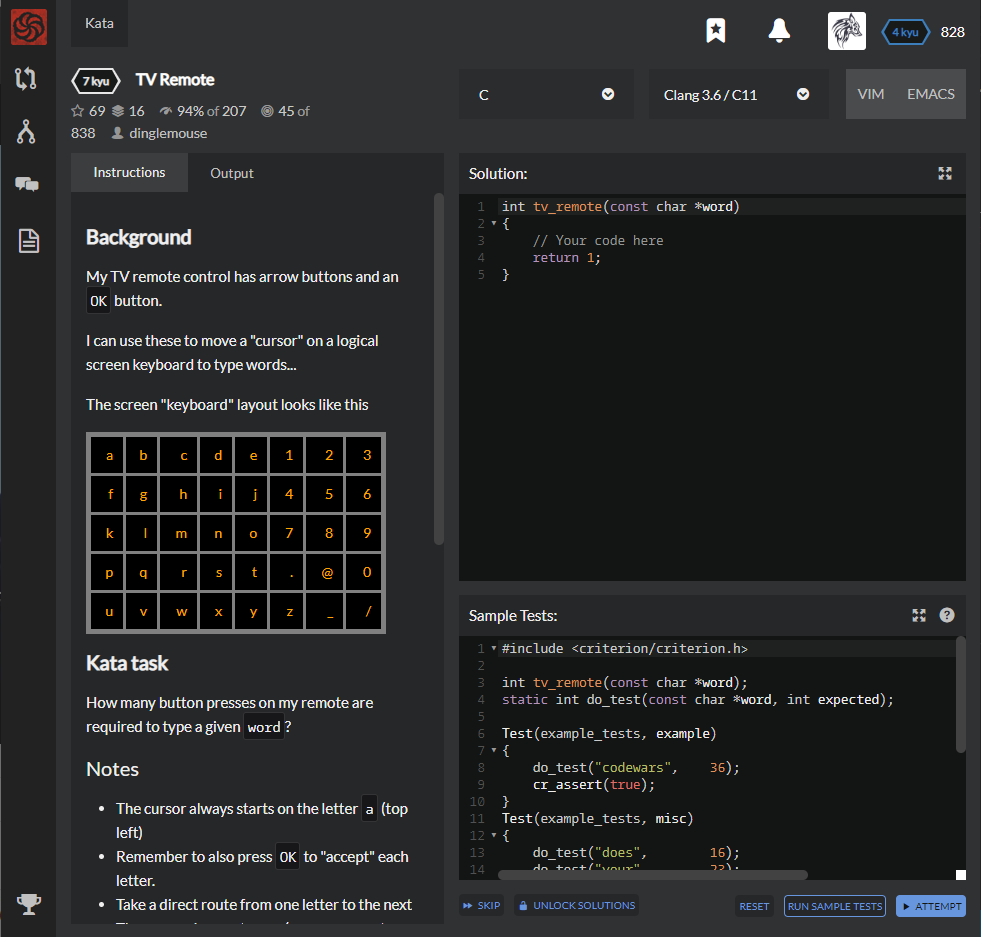 Kata
4 kyu 828
7 kyu TV Remote
69 16 94% of 207 45 of
838 dinglemouse
C
Clang 3.6 / C11
VIM EMACS
Instructions Output
Background
My TV remote control has arrow buttons and an
OK button.
I can use these to move a "cursor" on a logical
screen keyboard to type words...
The screen "keyboard" layout looks like this
a b c d e 1 2 3
f g h i j 4 5 6
k l m n o 7 8 9
p q r s t . @ 0
u v w x y z _ /
Kata task
How many button presses on my remote are
required to type a given word?
Notes
• The cursor always starts on the letter a (top
left)
• Remember to also press OK to "accept" each
letter.
• Take a direct route from one letter to the next
Solution:
1 int tv_remote(const char *word)
2 {
3 // Your code here
4 return 1;
5 }
Sample Tests:
1 #include <criterion/criterion.h>
2
3 int tv_remote(const char *word);
4 static int do_test(const char *word, int expected);
5
6 Test(example_tests, example)
7 {
8 do_test("codewars", 36);
9 cr_assert(true);
10 }
11 Test(example_tests, misc)
12 {
13 do_test("does", 16);
14 do_test("your", 23);
SKIP UNLOCK SOLUTIONS RESET RUN SAMPLE TESTS ATTEMPT